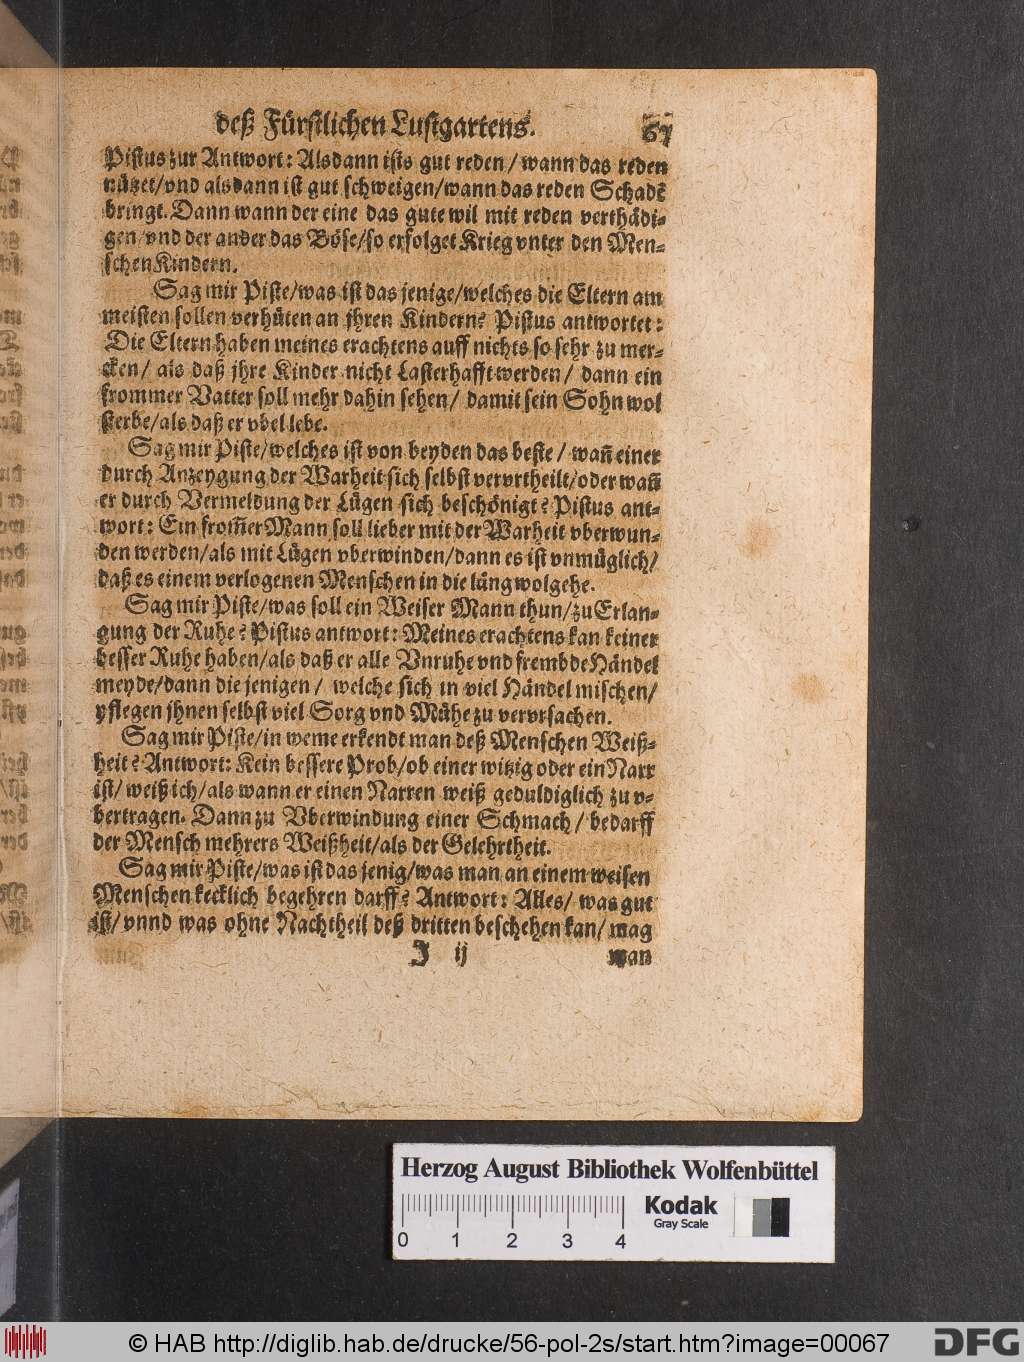 deß Fürstlichen Lustgartens. 67
Pistus zur Antwort: Alsdann ists gut reden/ wann das reden
nützet/ vnd alsdann ist gut schweigen/ wann das reden Schadẽ
bringt. Dann wann der eine das gute wil mit reden verthädi-
gen/ vnd der ander das Böse/ so erfolget Krieg vnter den Men-
schen Kindern.
Sag mir Piste/ was ist das jenige/ welches die Eltern am
meisten sollen verhüten an jhren Kindern? Pistus antwortet:
Die Eltern haben meines erachtens auff nichts so sehr zu mer-
cken/ als daß jhre Kinder nicht Lasterhafft werden/ dann ein
frommer Vatter soll mehr dahin sehen/ damit sein Sohn wol
sterbe/ als daß er vbel lebe.
Sag mir Piste/ welches ist von beyden das beste/ wañ einer
durch Anzeygung der Warheit sich selbst vervrtheilt/ oder wañ
er durch Vermeldung der Lügen sich beschönigt? Pistus ant-
wort: Ein from̃er Mann soll lieber mit der Warheit vberwun-
den werden/ als mit Lügen vberwinden/ dann es ist vnmüglich/
daß es einem verlogenen Menschen in die läng wolgehe.
Sag mir Piste/ was soll ein Weiser Mann thun/ zu Erlan-
gung der Ruhe? Pistus antwort: Meines erachtens kan keiner
besser Ruhe haben/ als daß er alle Vnruhe vnd frembde Händel
meyde/ dann die jenigen/ welche sich in viel Händel mischen/
pflegen jhnen selbst viel Sorg vnd Mühe zu vervrsachen.
Sag mir Piste/ in weme erkendt man deß Menschen Weiß-
heit? Antwort: Kein bessere Prob/ ob einer witzig oder ein Narr
ist/ weiß ich/ als wann er einen Narren weiß geduldiglich zu v-
bertragen. Dann zu Vberwindung einer Schmach/ bedarff
der Mensch mehrers Weißheit/ als der Gelehrtheit.
Sag mir Piste/ was ist das jenig/ was man an einem weisen
Menschen kecklich begehren darff? Antwort: Alles/ was gut
ist/ vnnd was ohne Nachtheil deß dritten beschehen kan/ mag
J ij man
Herzog August Bibliothek Wolfenbüttel
Kodak
Gray Scale
0 1 2 3 4
© HAB http://diglib.hab.de/drucke/56-pol-2s/start.htm?image=00067
DFG